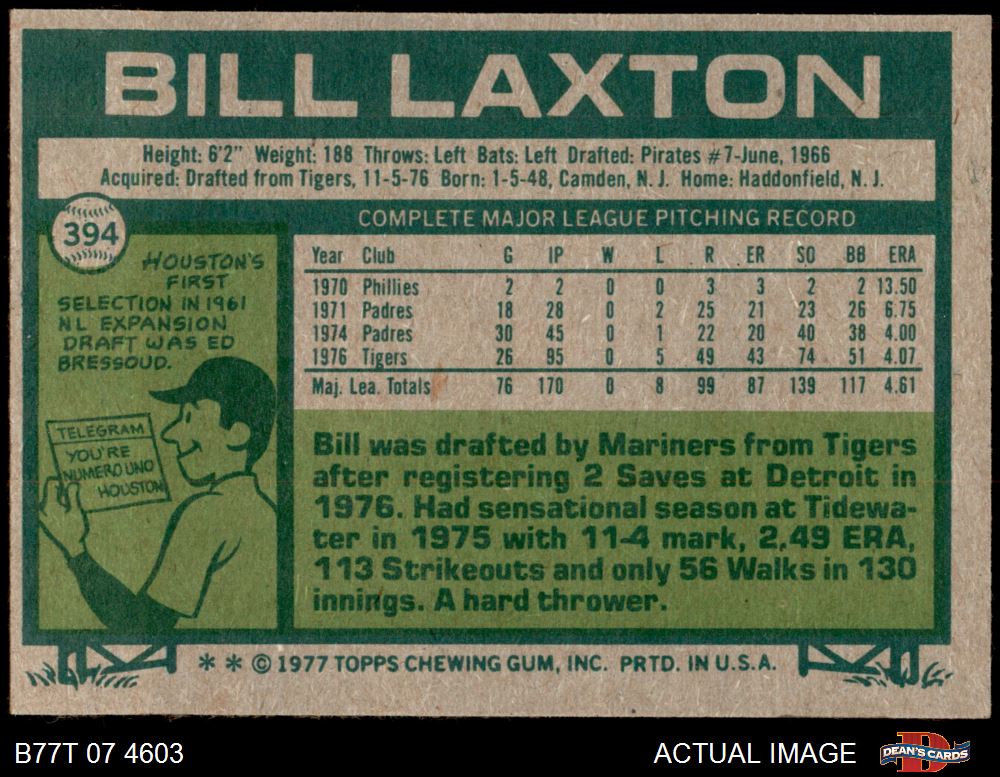 BILL LAXTON
Height: 6'2" Weight: 188 Throws: Left Bats: Left Drafted: Pirates #7-June, 1966
Acquired: Drafted from Tigers, 11-5-76 Born: 1-5-48, Camden, N. J. Home: Haddonfield, N. J.
394
HOUSTON'S
FIRST
SELECTION IN 1961
NL EXPANSION
DRAFT WAS ED
BRESSOUD.
TELEGRAM
YOU'RE
NUMERO UNO
HOUSTON
COMPLETE MAJOR LEAGUE PITCHING RECORD
Year Club G IP W L R ER SO BB ERA
1970 Phillies 2 2 0 0 3 3 2 2 13.50
1971 Padres 18 28 0 2 25 21 23 26 6.75
1974 Padres 30 45 0 1 22 20 40 38 4.00
1976 Tigers 26 95 0 5 49 43 74 51 4.07
Maj. Lea. Totals 76 170 0 8 99 87 139 117 4.61
Bill was drafted by Mariners from Tigers
after registering 2 Saves at Detroit in
1976. Had sensational season at Tidewa-
ter in 1975 with 11-4 mark, 2.49 ERA,
113 Strikeouts and only 56 Walks in 130
innings. A hard thrower.
* * © 1977 TOPPS CHEWING GUM, INC. PRTD. IN U.S.A.
B77T 07 4603
ACTUAL IMAGE
D
DEAN'S CARDS